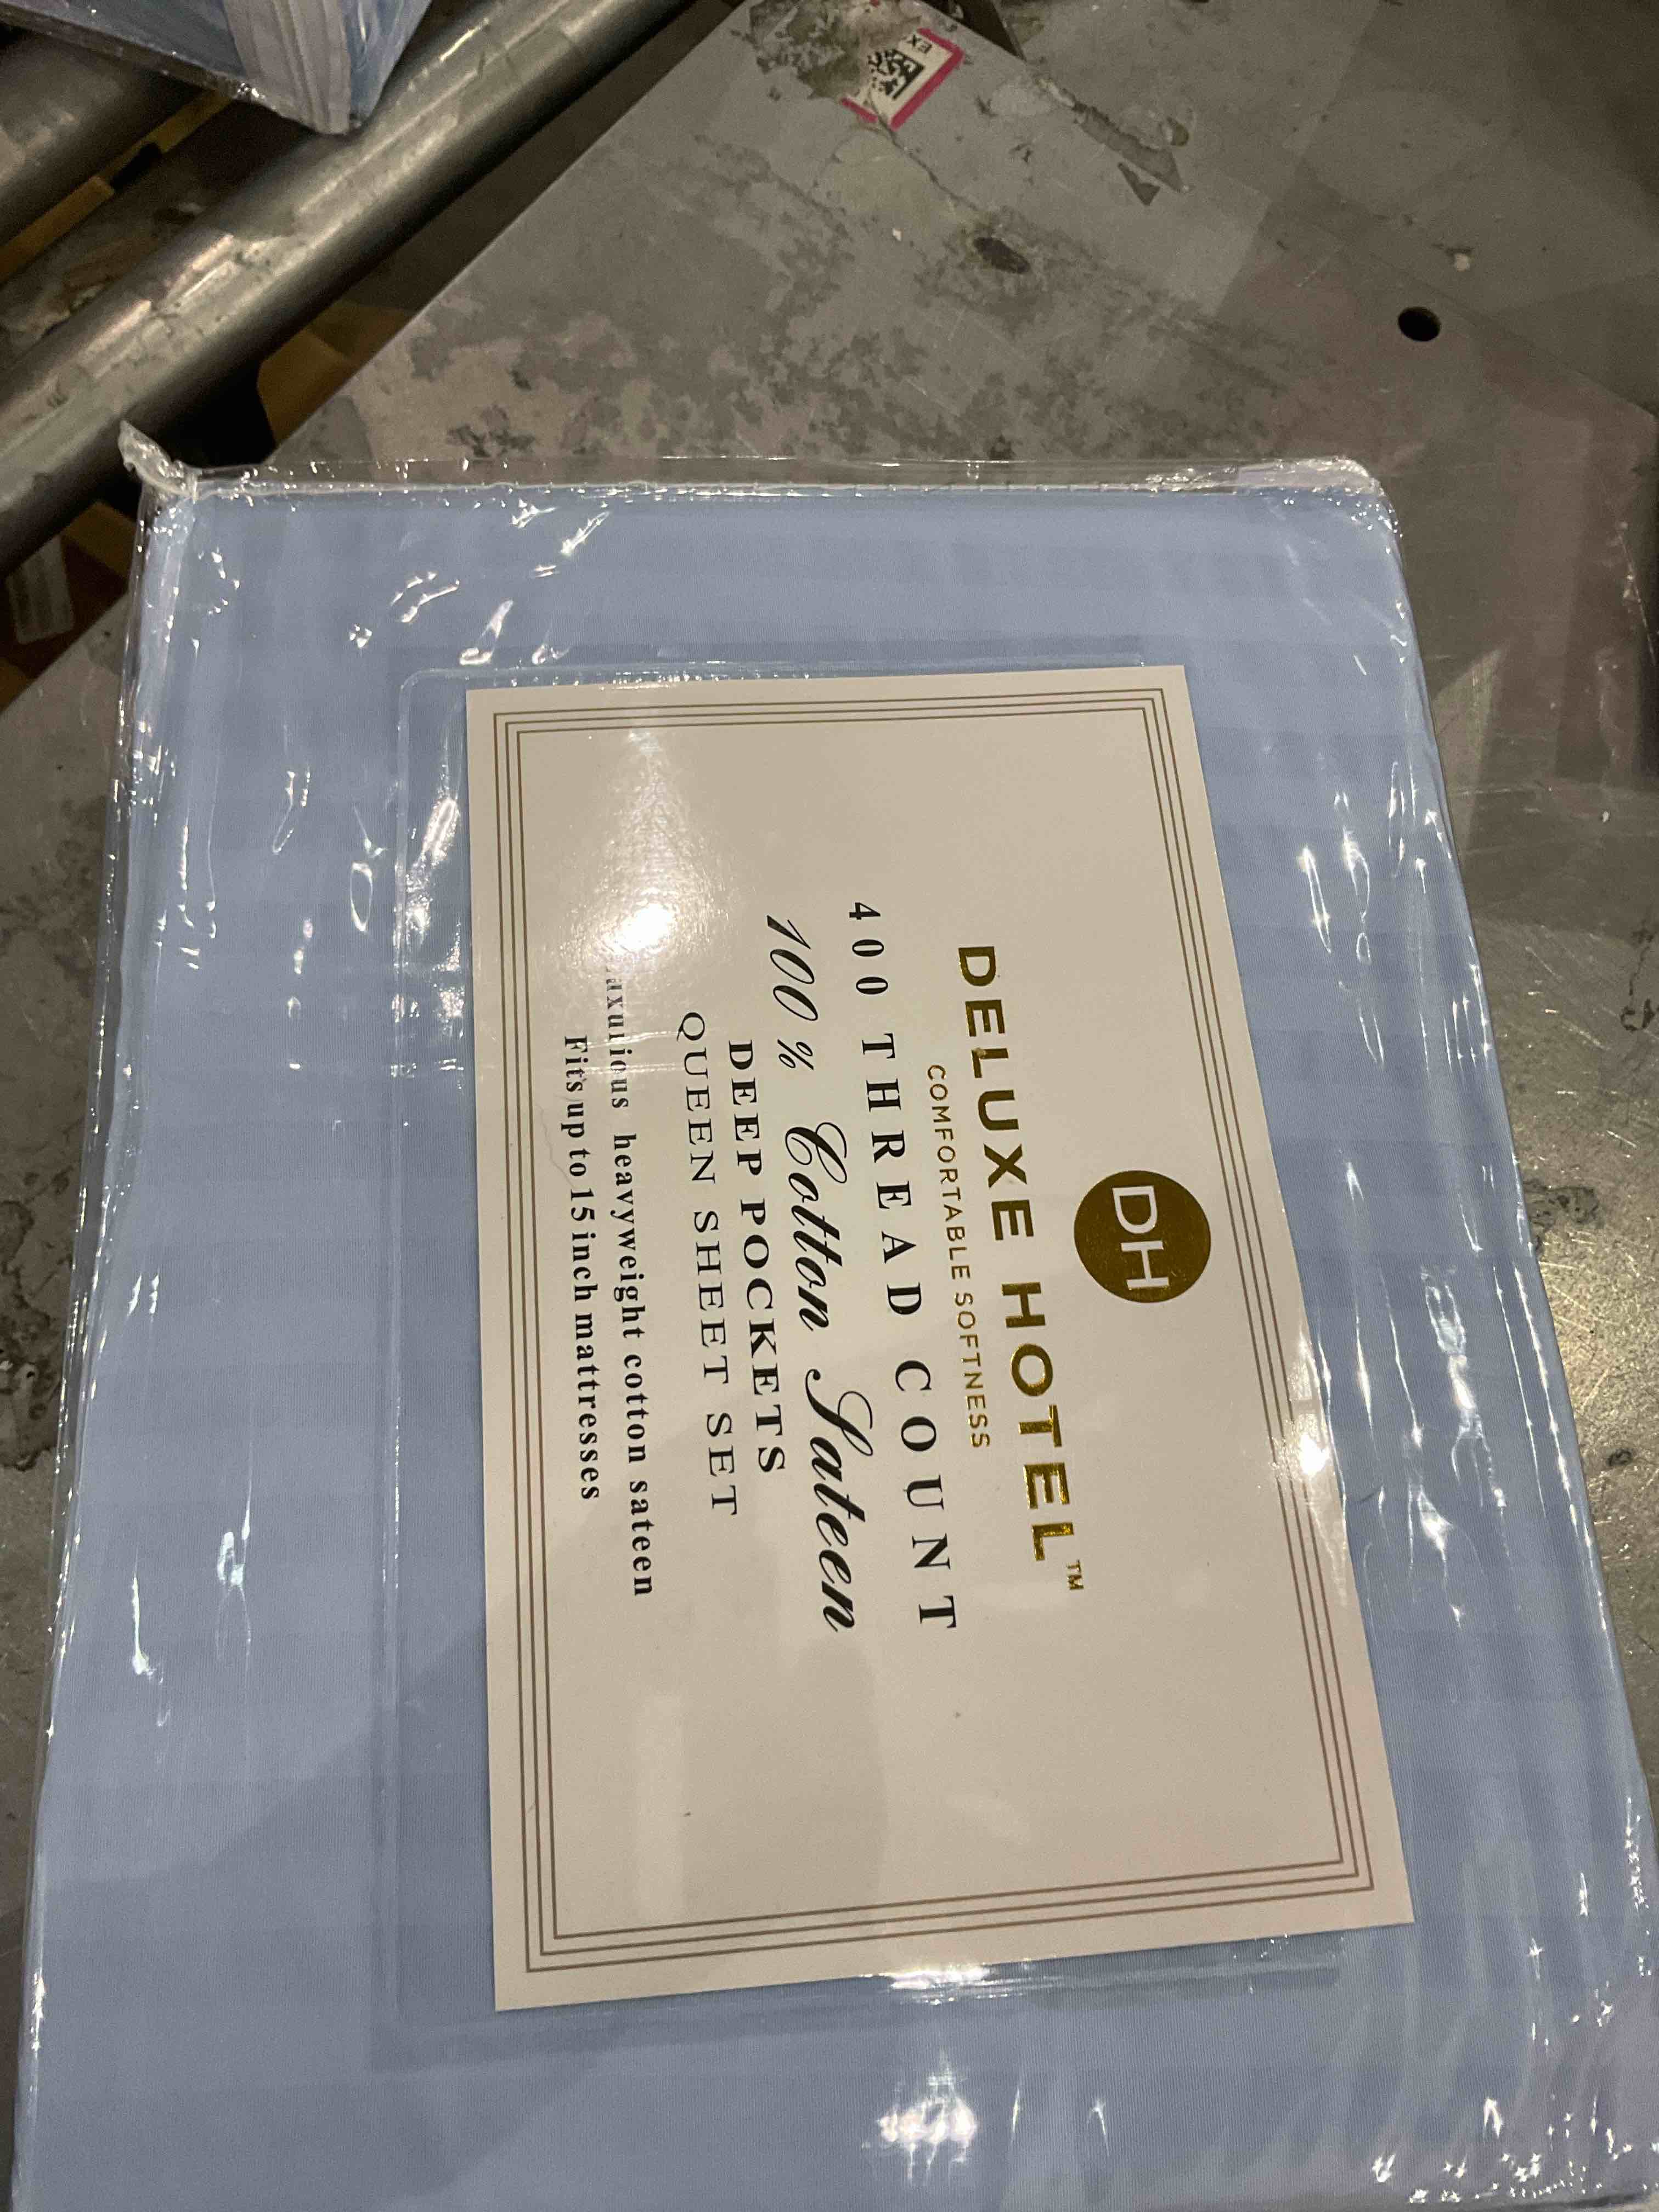 DH
DELUXE HOTEL™
COMFORTABLE SOFTNESS
400 THREAD COUNT
100% Cotton Sateen
DEEP POCKETS
QUEEN SHEET SET
Luxurious heavyweight cotton sateen
Fits up to 15 inch mattresses